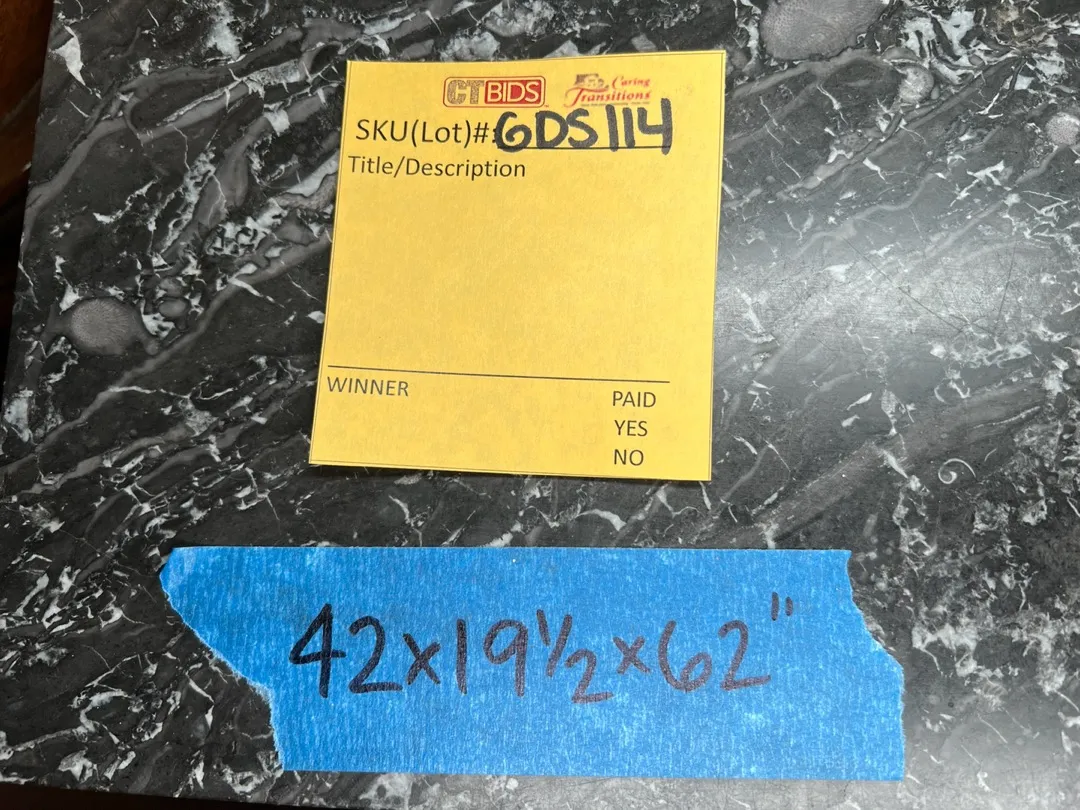 CTBIDS
Caring
Transitions
SKU(Lot)#:GDS114
Title/Description
WINNER
PAID
YES
NO
42x19½x62"